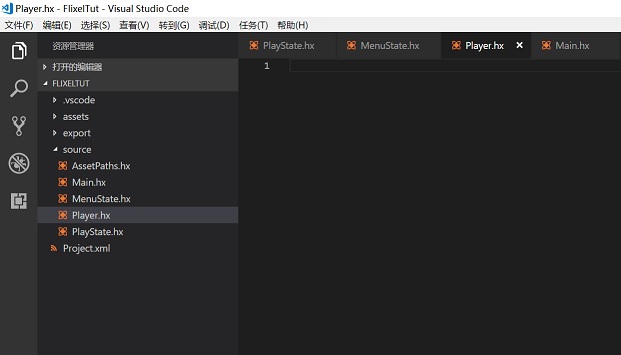 Player.hx - FlixelTut - Visual Studio Code
文件(F) 编辑(E) 选择(S) 查看(V) 转到(G) 调试(D) 任务(T) 帮助(H)
资源管理器
打开的编辑器
FLIXELTUT
.vscode
assets
export
source
AssetPaths.hx
Main.hx
MenuState.hx
Player.hx
PlayState.hx
Project.xml
PlayState.hx MenuState.hx Player.hx × Main.hx
1